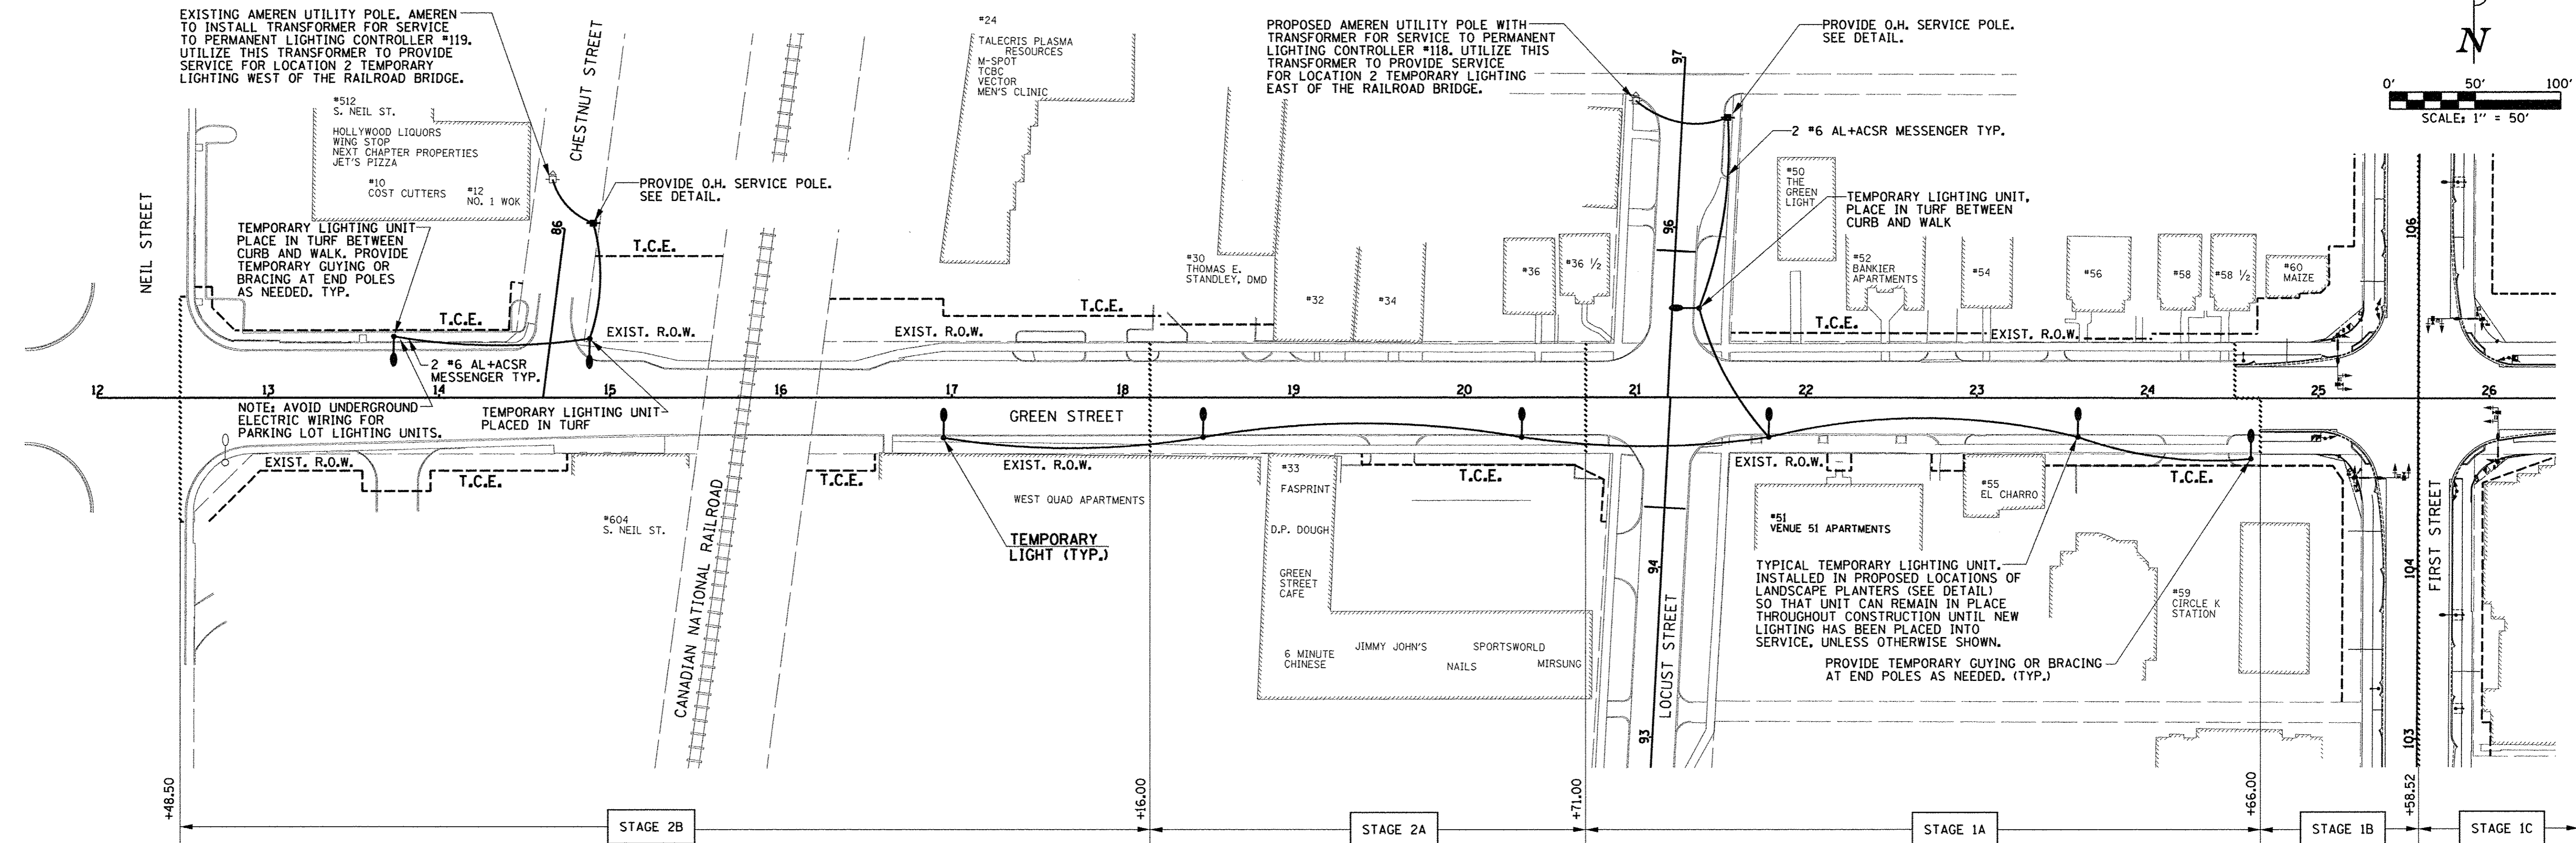 EXISTING AMEREN UTILITY POLE. AMEREN
TO INSTALL TRANSFORMER FOR SERVICE
TO PERMANENT LIGHTING CONTROLLER #119.
UTILIZE THIS TRANSFORMER TO PROVIDE
SERVICE FOR LOCATION 2 TEMPORARY
LIGHTING WEST OF THE RAILROAD BRIDGE.
#512
S. NEIL ST.
HOLLYWOOD LIQUORS
WING STOP
NEXT CHAPTER PROPERTIES
JET'S PIZZA
#10
COST CUTTERS
#12
NO. 1 WOK
CHESTNUT STREET
#24
TALECRIS PLASMA
RESOURCES
M-SPOT
TCBC
VECTOR
MEN'S CLINIC
PROPOSED AMEREN UTILITY POLE WITH
TRANSFORMER FOR SERVICE TO PERMANENT
LIGHTING CONTROLLER #118. UTILIZE THIS
TRANSFORMER TO PROVIDE SERVICE
FOR LOCATION 2 TEMPORARY LIGHTING
EAST OF THE RAILROAD BRIDGE.
97
PROVIDE O.H. SERVICE POLE.
SEE DETAIL.
N
0' 50' 100'
SCALE: 1" = 50'
2 #6 AL+ACSR MESSENGER TYP.
PROVIDE O.H. SERVICE POLE.
SEE DETAIL.
#50
THE
GREEN
LIGHT
TEMPORARY LIGHTING UNIT,
PLACE IN TURF BETWEEN
CURB AND WALK
NEIL STREET
TEMPORARY LIGHTING UNIT
PLACE IN TURF BETWEEN
CURB AND WALK. PROVIDE
TEMPORARY GUYING OR
BRACING AT END POLES
AS NEEDED. TYP.
86
T.C.E.
#30
THOMAS E.
STANDLEY, DMD
#32
#34
#36
#36 1/2
96
#52
BANKIER
APARTMENTS
#54
#56
#58
#58 1/2
#60
MAIZE
106
T.C.E.
EXIST. R.O.W.
EXIST. R.O.W.
T.C.E.
T.C.E.
EXIST. R.O.W.
2 #6 AL+ACSR
MESSENGER TYP.
12 13 14 15 16 17 18 19 20 21 22 23 24 25 26
NOTE: AVOID UNDERGROUND
ELECTRIC WIRING FOR
PARKING LOT LIGHTING UNITS.
TEMPORARY LIGHTING UNIT
PLACED IN TURF
GREEN STREET
EXIST. R.O.W.
T.C.E.
T.C.E.
EXIST. R.O.W.
WEST QUAD APARTMENTS
#604
S. NEIL ST.
CANADIAN NATIONAL RAILROAD
TEMPORARY
LIGHT (TYP.)
#33
FASPRINT
D.P. DOUGH
GREEN
STREET
CAFE
6 MINUTE
CHINESE
JIMMY JOHN'S
NAILS
SPORTSWORLD
MIRSUNG
T.C.E.
94
LOCUST STREET
93
EXIST. R.O.W.
#51
VENUE 51 APARTMENTS
#55
EL CHARRO
T.C.E.
TYPICAL TEMPORARY LIGHTING UNIT.
INSTALLED IN PROPOSED LOCATIONS OF
LANDSCAPE PLANTERS (SEE DETAIL)
SO THAT UNIT CAN REMAIN IN PLACE
THROUGHOUT CONSTRUCTION UNTIL NEW
LIGHTING HAS BEEN PLACED INTO
SERVICE, UNLESS OTHERWISE SHOWN.
PROVIDE TEMPORARY GUYING OR BRACING
AT END POLES AS NEEDED. (TYP.)
#59
CIRCLE K
STATION
104
FIRST STREET
103
+48.50
+16.00
+71.00
+66.00
+58.52
STAGE 2B
STAGE 2A
STAGE 1A
STAGE 1B
STAGE 1C